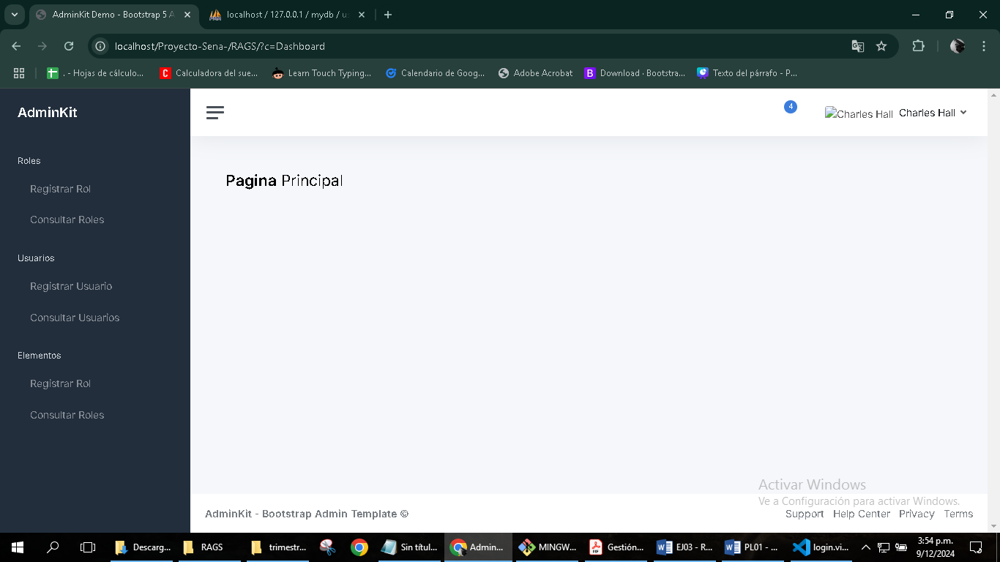 AdminKit Demo - Bootstrap 5 A
localhost / 127.0.0.1 / mydb / us
localhost/Proyecto-Sena-/RAGS/?c=Dashboard
. - Hojas de cálculo...
Calculadora del sue...
Learn Touch Typing...
Calendario de Goog...
Adobe Acrobat
Download · Bootstra...
Texto del párrafo - P...
AdminKit
4
Charles Hall
Charles Hall
Roles
Registrar Rol
Consultar Roles
Usuarios
Registrar Usuario
Consultar Usuarios
Elementos
Registrar Rol
Consultar Roles
Pagina Principal
Activar Windows
Ve a Configuración para activar Windows.
AdminKit - Bootstrap Admin Template ©
Support Help Center Privacy Terms
Descarg...
RAGS
trimestr...
Sin títul...
Admin...
MINGW...
Gestión...
EJ03 - R...
PL01 - ...
login.vi...
3:54 p.m.
9/12/2024